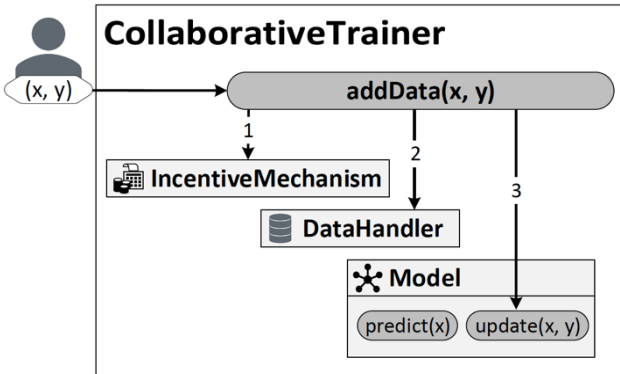 CollaborativeTrainer
(x, y)
addData(x, y)
1
2
3
IncentiveMechanism
DataHandler
Model
predict(x)
update(x, y)